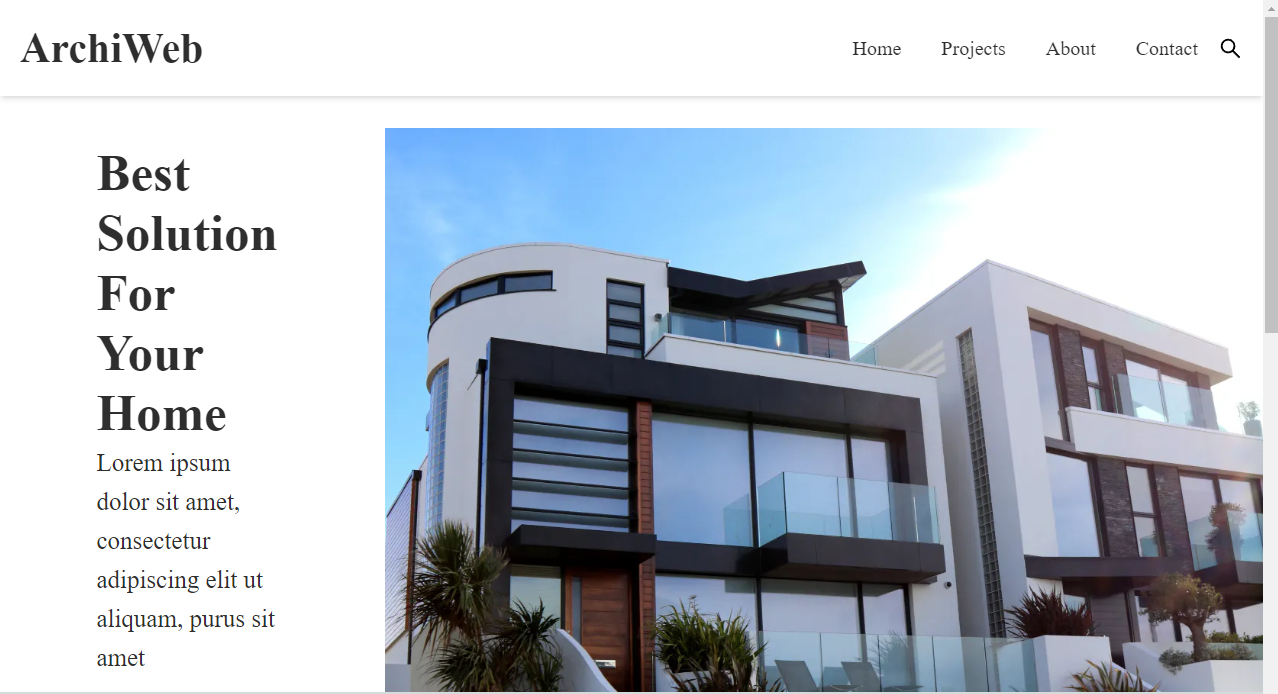 ArchiWeb
Home Projects About Contact
Best
Solution
For
Your
Home
Lorem ipsum
dolor sit amet,
consectetur
adipiscing elit ut
aliquam, purus sit
amet